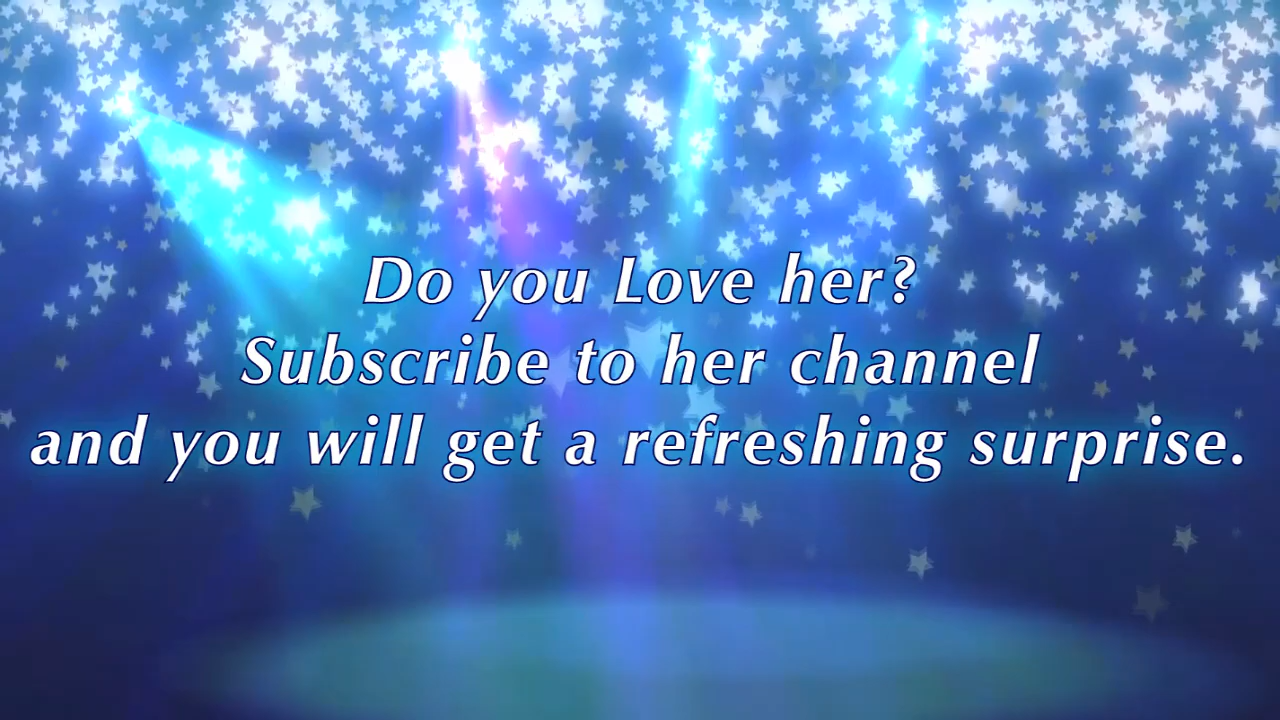 Do you Love her?
Subscribe to her channel
and you will get a refreshing surprise.